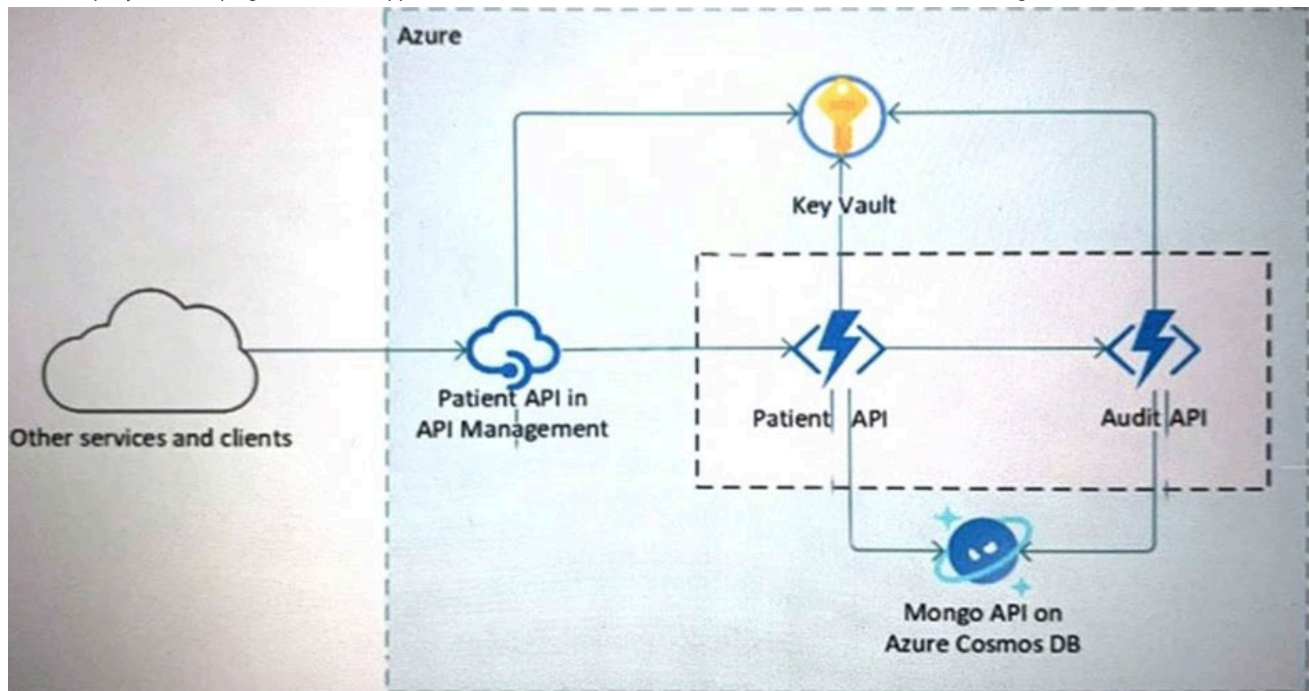 Azure
Key Vault
Patient API in
API Management
Other services and clients
Patient API
Audit API
Mongo API on
Azure Cosmos DB